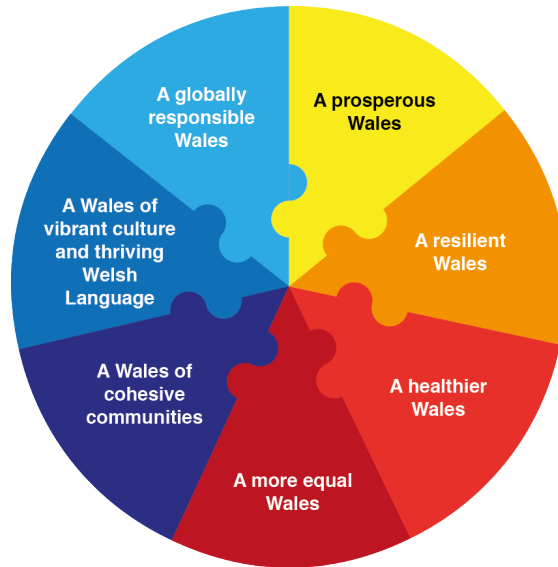 A prosperous
Wales
A resilient
Wales
A healthier
Wales
A more equal
Wales
A Wales of
cohesive
communities
A Wales of
vibrant culture
and thriving
Welsh
Language
A globally
responsible
Wales